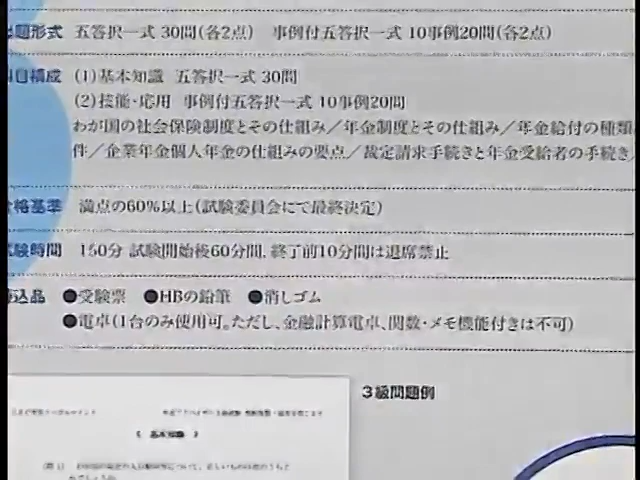 題形式 五答択一式 30問(各2点) 事例付五答択一式 10事例20問(各2点)
科目構成 (1)基本知識 五答択一式 30問
(2)技能・応用 事例付五答択一式 10事例20問
わが国の社会保険制度とその仕組み/年金制度とその仕組み/年金給付の種類
件/企業年金個人年金の仕組みの要点/裁定請求手続きと年金受給者の手続き/
合格基準 満点の60%以上(試験委員会にて最終決定)
試験時間 150分 試験開始後60分間、終了前10分間は退席禁止
込品 ●受験票 ●HBの鉛筆 ●消しゴム
●電卓(1台のみ使用可。ただし、金融計算電卓、関数・メモ機能付きは不可)
3級問題例
《 基本知識 》